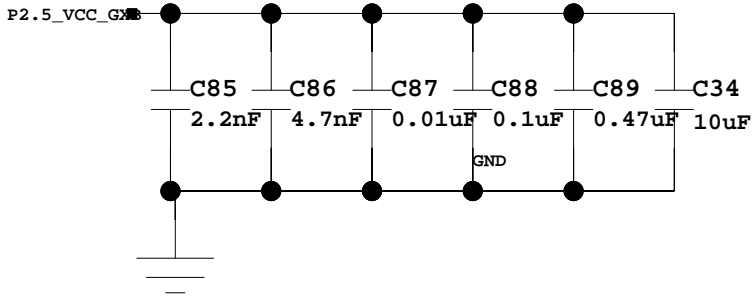 P2.5_VCC_GXB
C85 C86 C87 C88 C89 C34
2.2nF 4.7nF 0.01uF 0.1uF 0.47uF 10uF
GND